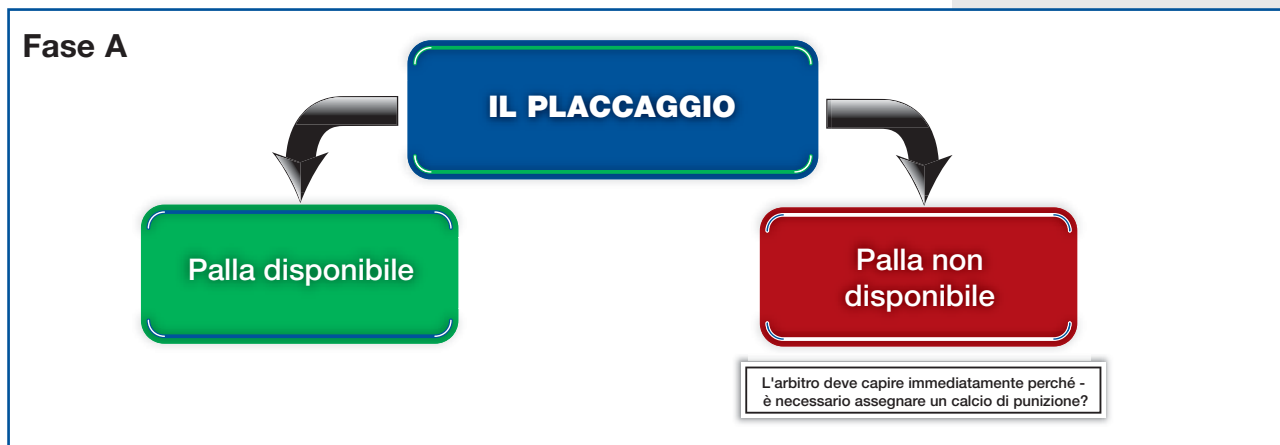 Fase A
IL PLACCAGGIO
Palla disponibile
Palla non
disponibile
L'arbitro deve capire immediatamente perché -
è necessario assegnare un calcio di punizione?